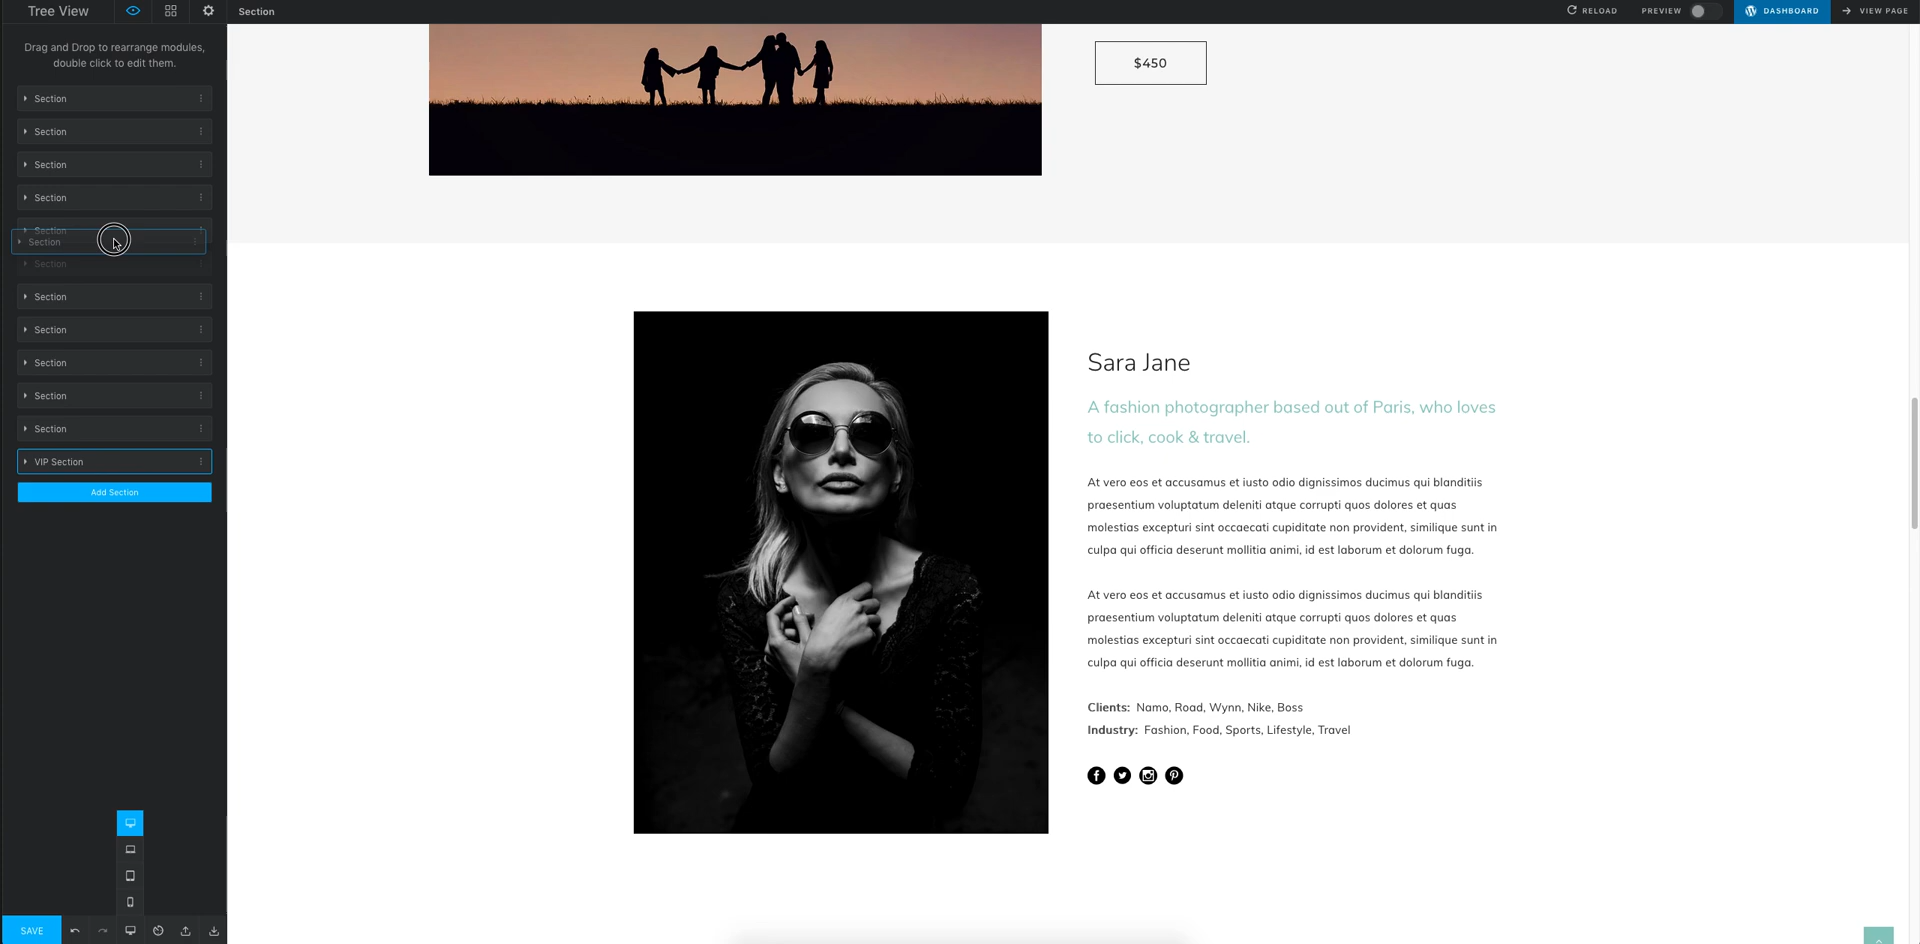 Tree View
Section
RELOAD
PREVIEW
DASHBOARD
VIEW PAGE
Drag and Drop to rearrange modules,
double click to edit them.
Section
Section
Section
Section
Section
Section
Section
Section
Section
Section
Section
Section
VIP Section
Add Section
SAVE
$450
Sara Jane
A fashion photographer based out of Paris, who loves
to click, cook & travel.
At vero eos et accusamus et iusto odio dignissimos ducimus qui blanditiis
praesentium voluptatum deleniti atque corrupti quos dolores et quas
molestias excepturi sint occaecati cupiditate non provident, similique sunt in
culpa qui officia deserunt mollitia animi, id est laborum et dolorum fuga.
At vero eos et accusamus et iusto odio dignissimos ducimus qui blanditiis
praesentium voluptatum deleniti atque corrupti quos dolores et quas
molestias excepturi sint occaecati cupiditate non provident, similique sunt in
culpa qui officia deserunt mollitia animi, id est laborum et dolorum fuga.
Clients: Namo, Road, Wynn, Nike, Boss
Industry: Fashion, Food, Sports, Lifestyle, Travel